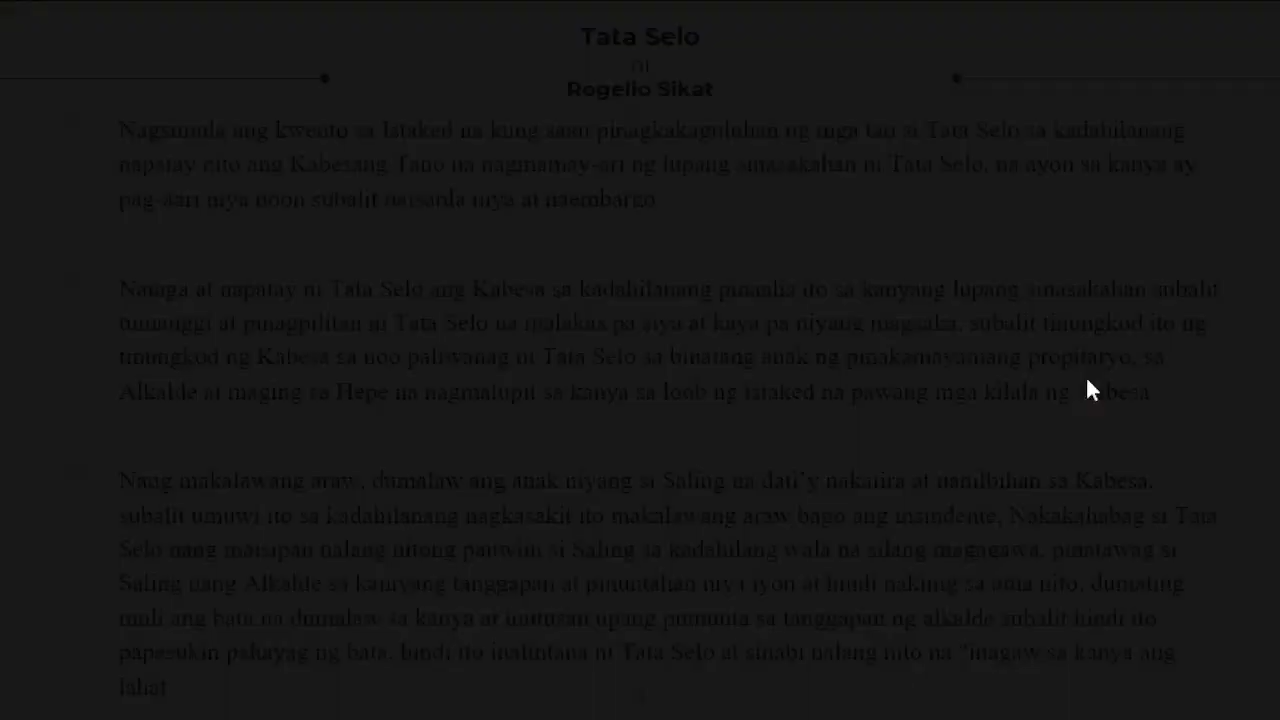 Tata Selo
ni
Rogelio Sikat
Nagsimula ang kwento sa Istaked na kung saan pinagkakaguluhan ng mga tao si Tata Selo sa kadahilanang
napatay nito ang Kabesang Tano na nagmamay-ari ng lupang sinasakahan ni Tata Selo, na ayon sa kanya ay
pag-aari niya noon subalit naisanla niya at naembargo
Nataga at napatay ni Tata Selo ang Kabesa sa kadahilanang pinaalis ito sa kanyang lupang sinasakahan subalit
tumanggi at pinagpilitan ni Tata Selo na malakas pa siya at kaya pa niyang magsaka, subalit tinungkod ito ng
tinungkod ng Kabesa sa noo paliwanag ni Tata Selo sa binatang anak ng pinakamayamang propitaryo, sa
Alkalde at maging sa Hepe na nagmalupit sa kanya sa loob ng istaked na pawang mga kilala ng
Nang makalawang araw, dumalaw ang anak niyang si Saling na dati'y nakatira at nanilbihan sa Kabesa,
subalit umuwi ito sa kadahilanang nagkasakit ito makalawang araw bago ang insidente, Nakakahabag si Tata
Selo nang maisipan nalang nitong pauwiin si Saling sa kadahilang wala na silang magagawa, pinatawag si
Saling nang Alkalde sa kaniyang tanggapan at pinuntahan niya iyon at hindi nakinig sa ama nito, dumating
muli ang bata na dumalaw sa kanya at inutusan upang pumunta sa tanggapan ng alkalde subalit hindi ito
papasukin pahayag ng bata, hindi ito inalintana ni Tata Selo at sinabi nalang nito na "inagaw sa kanya ang
lahat